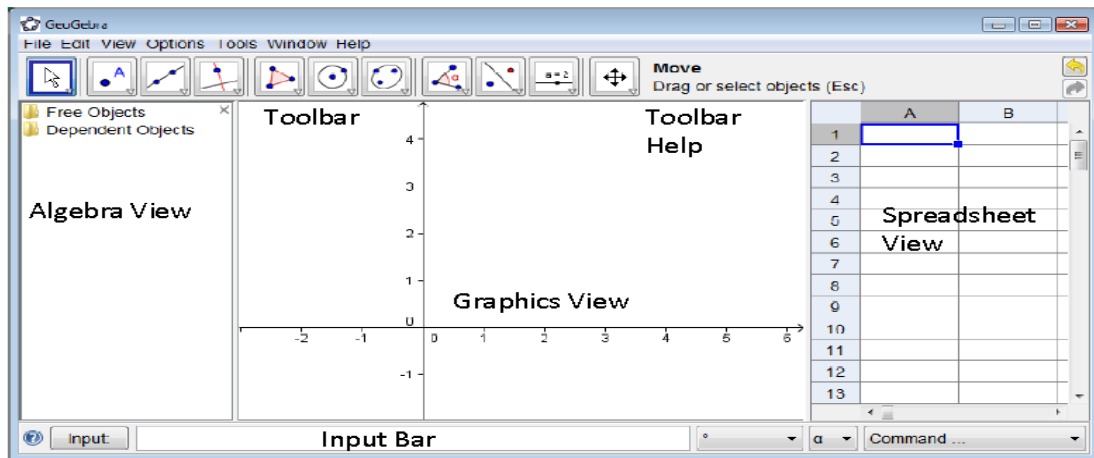 GeoGebra
File Edit View Options Tools Window Help
A
α
a=2
Move
Drag or select objects (Esc)
Free Objects
Dependent Objects
Toolbar
Toolbar
Help
Algebra View
Graphics View
4
3
2
1
0
-1
-2 -1 0 1 2 3 4 5 6
A B
1
2
3
4
5
6
7
8
9
10
11
12
13
Spreadsheet
View
Input:
Input Bar
° α Command ...